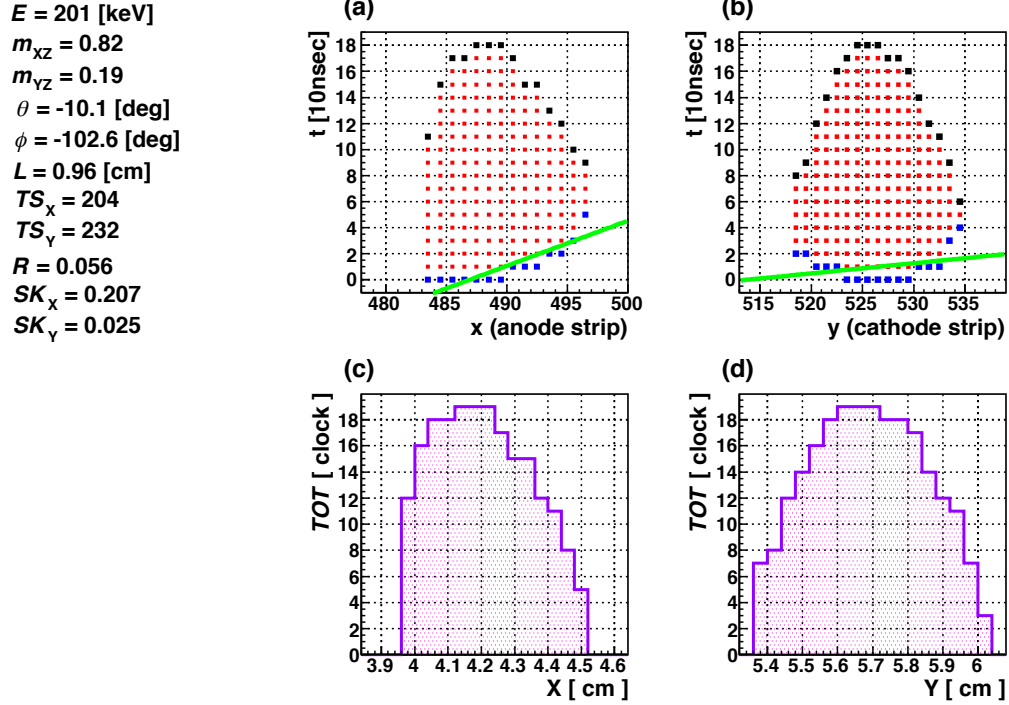 E = 201 [keV]
m_XZ = 0.82
m_YZ = 0.19
θ = -10.1 [deg]
ϕ = -102.6 [deg]
L = 0.96 [cm]
TS_X = 204
TS_Y = 232
R = 0.056
SK_X = 0.207
SK_Y = 0.025
(a)
t [10nsec]
18
16
14
12
10
8
6
4
2
0
480 485 490 495 500
x (anode strip)
(b)
t [10nsec]
18
16
14
12
10
8
6
4
2
0
515 520 525 530 535
y (cathode strip)
(c)
TOT [ clock ]
18
16
14
12
10
8
6
4
2
0
3.9 4 4.1 4.2 4.3 4.4 4.5 4.6
X [ cm ]
(d)
TOT [ clock ]
18
16
14
12
10
8
6
4
2
0
5.4 5.5 5.6 5.7 5.8 5.9 6
Y [ cm ]